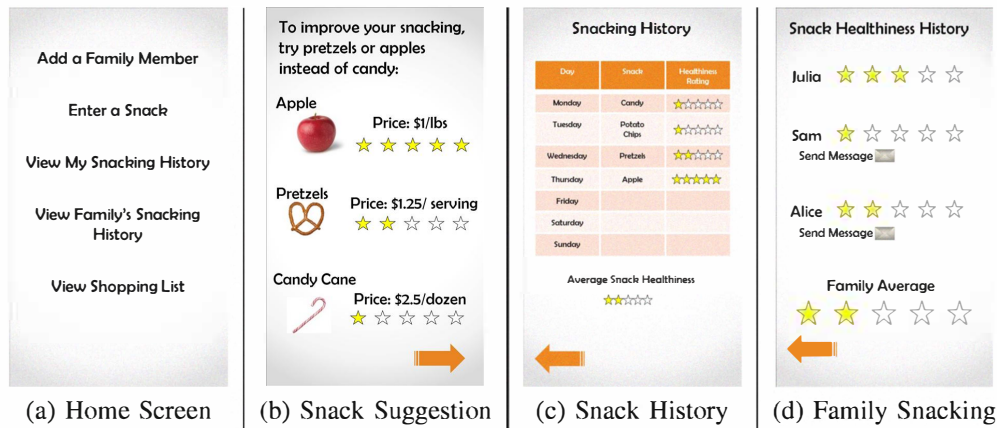 Add a Family Member
Enter a Snack
View My Snacking History
View Family's Snacking
History
View Shopping List
(a) Home Screen
To improve your snacking,
try pretzels or apples
instead of candy:
Apple
Price: $1/lbs
Pretzels
Price: $1.25/ serving
Candy Cane
Price: $2.5/dozen
(b) Snack Suggestion
Snacking History
Day Snack Healthiness
Rating
Monday Candy
Tuesday Potato
Chips
Wednesday Pretzels
Thursday Apple
Friday
Saturday
Sunday
Average Snack Healthiness
(c) Snack History
Snack Healthiness History
Julia
Sam
Send Message
Alice
Send Message
Family Average
(d) Family Snacking